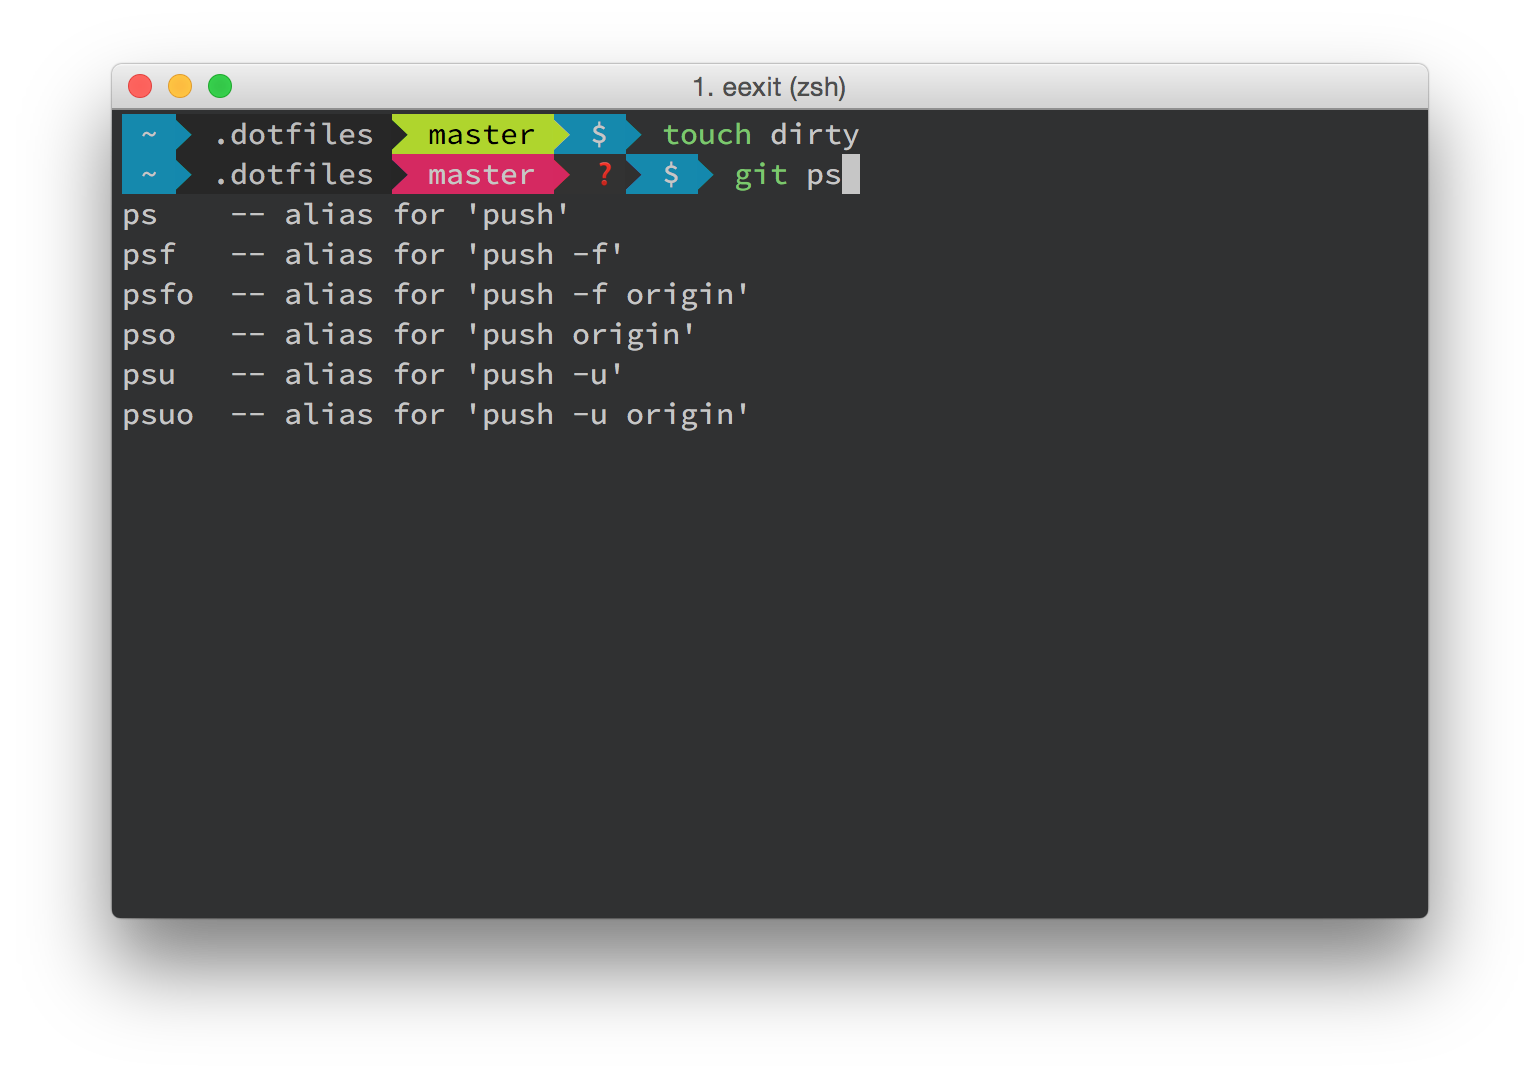 1. eexit (zsh)
~ .dotfiles master $ touch dirty
~ .dotfiles master ? $ git ps
ps -- alias for 'push'
psf -- alias for 'push -f'
psfo -- alias for 'push -f origin'
pso -- alias for 'push origin'
psu -- alias for 'push -u'
psuo -- alias for 'push -u origin'